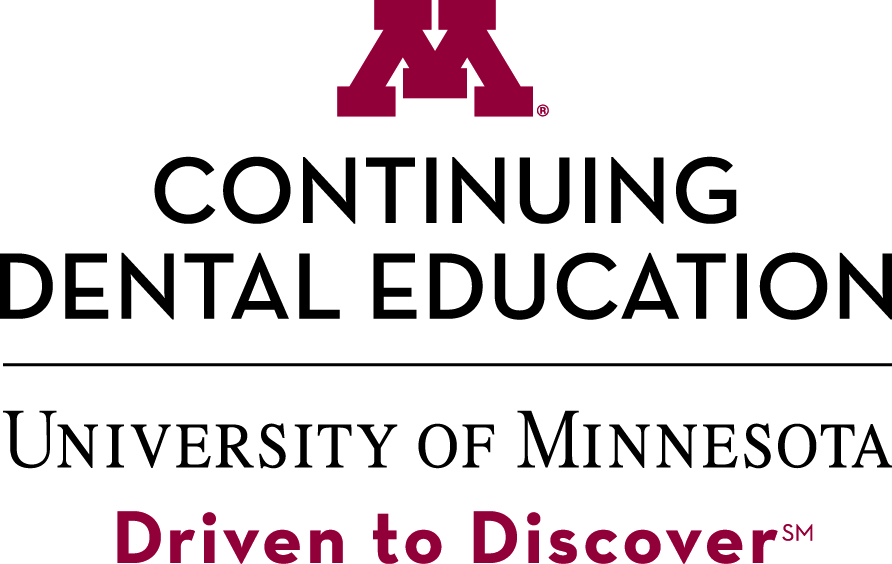 M®
CONTINUING
DENTAL EDUCATION
UNIVERSITY OF MINNESOTA
Driven to Discover℠